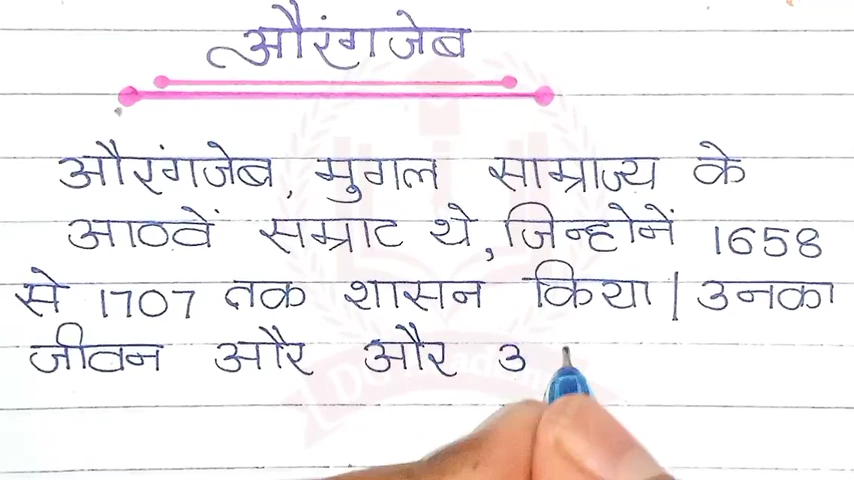 औरंगजेब
औरंगजेब, मुगल साम्राज्य के
आठवें सम्राट थे, जिन्होनें 1658
से 1707 तक शासन किया | उनका
जीवन और और उ